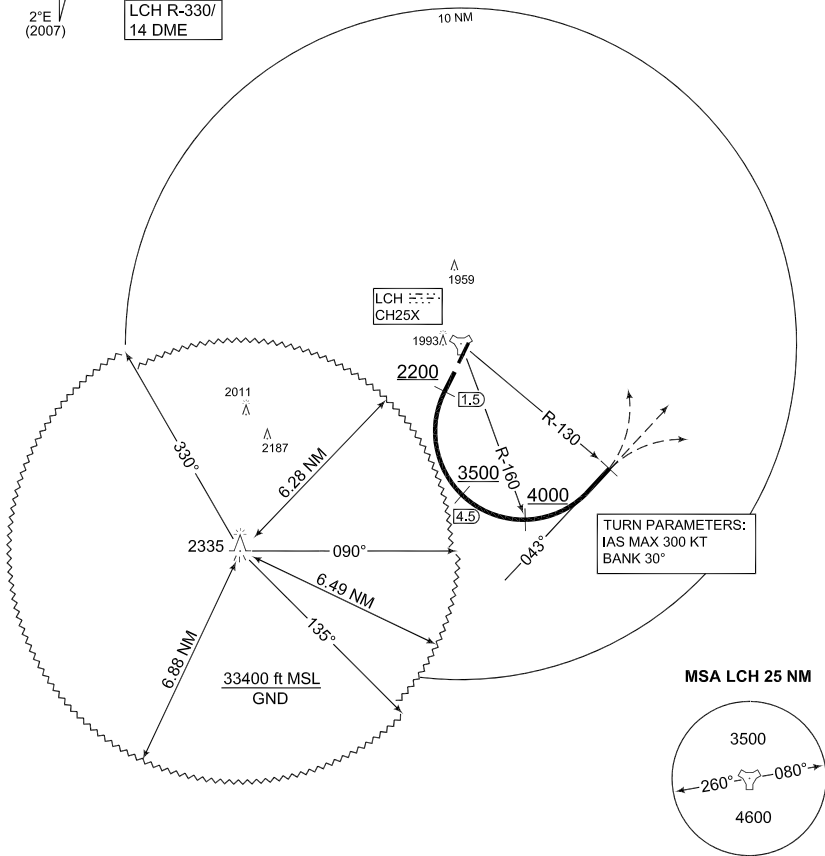 2°E
(2007)
LCH R-330/
14 DME
10 NM
1959
LCH
CH25X
1993
2200
1.5
2011
2187
330°
6.28 NM
R-130
R-160
3500
4.5
4000
043°
TURN PARAMETERS:
IAS MAX 300 KT
BANK 30°
2335
090°
6.49 NM
135°
6.88 NM
33400 ft MSL
GND
MSA LCH 25 NM
3500
260°
080°
4600